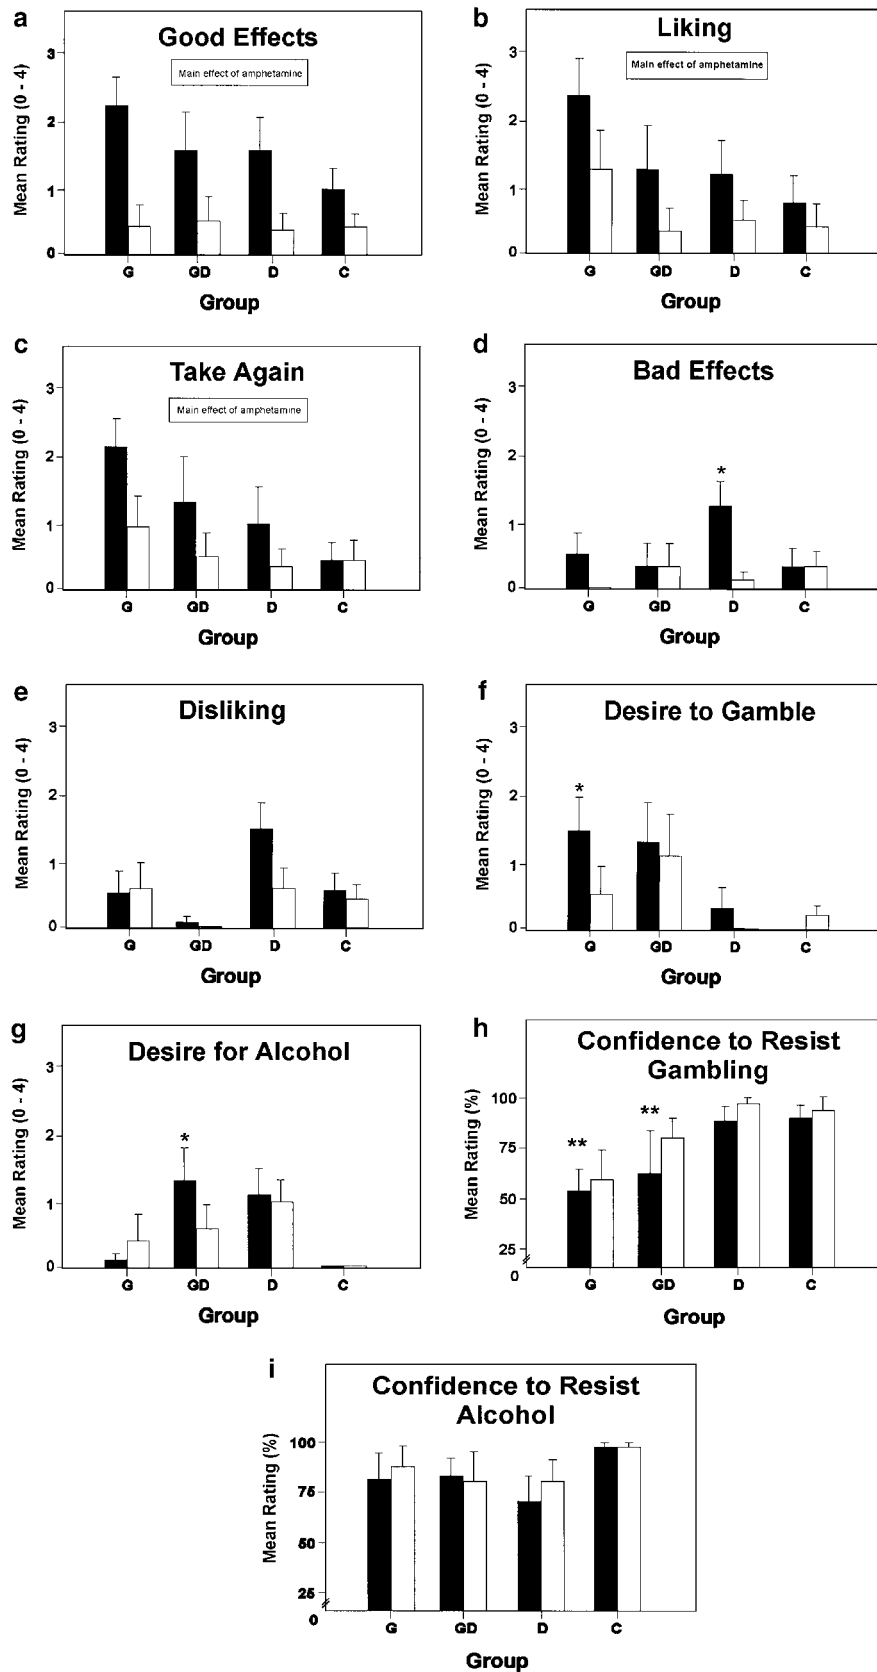 a
Good Effects
Main effect of amphetamine
Mean Rating (0 - 4)
3
2
1
0
G GD D C
Group
b
Liking
Main effect of amphetamine
Mean Rating (0 - 4)
3
2
1
0
G GD D C
Group
c
Take Again
Main effect of amphetamine
Mean Rating (0 - 4)
3
2
1
0
G GD D C
Group
d
Bad Effects
Mean Rating (0 - 4)
3
2
1
0
*
G GD D C
Group
e
Disliking
Mean Rating (0 - 4)
3
2
1
0
G GD D C
Group
f
Desire to Gamble
Mean Rating (0 - 4)
3
2
1
0
*
G GD D C
Group
g
Desire for Alcohol
Mean Rating (0 - 4)
3
2
1
0
*
G GD D C
Group
h
Confidence to Resist
Gambling
Mean Rating (%)
100
75
50
25
0
** **
G GD D C
Group
i
Confidence to Resist
Alcohol
Mean Rating (%)
100
75
50
25
0
G GD D C
Group